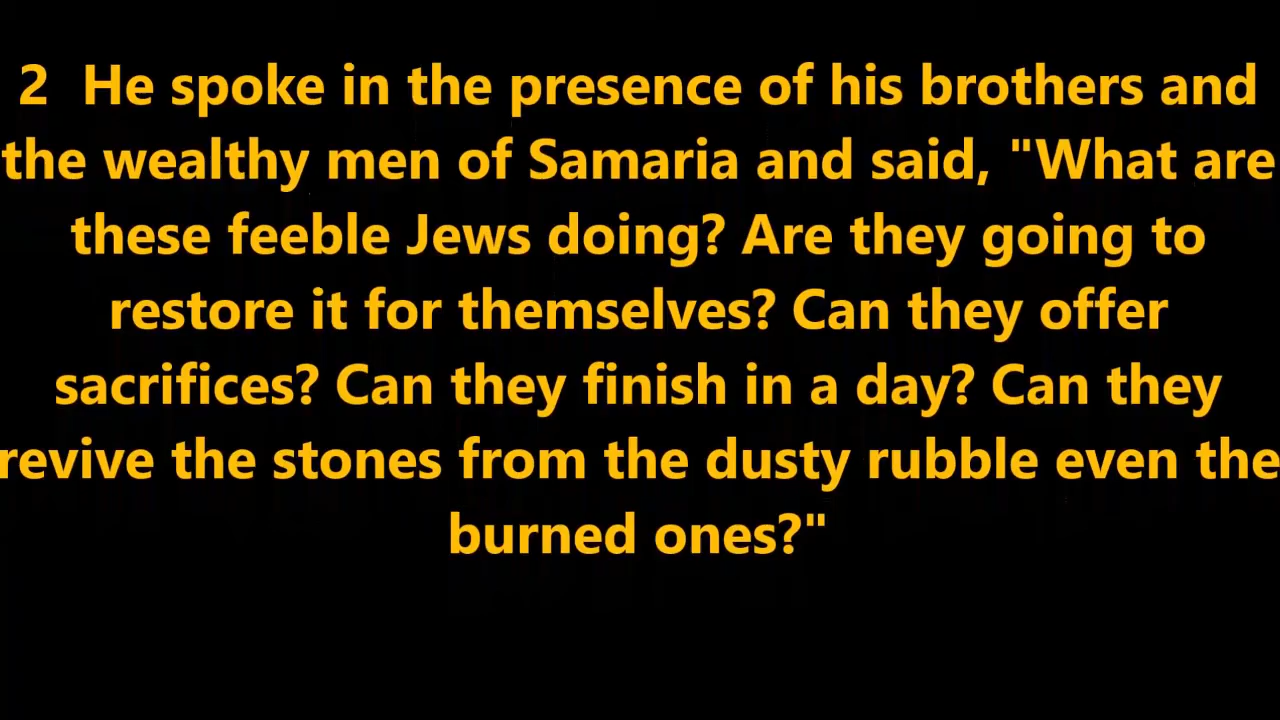 2  He spoke in the presence of his brothers and
the wealthy men of Samaria and said, "What are
these feeble Jews doing? Are they going to
restore it for themselves? Can they offer
sacrifices? Can they finish in a day? Can they
revive the stones from the dusty rubble even the
burned ones?"